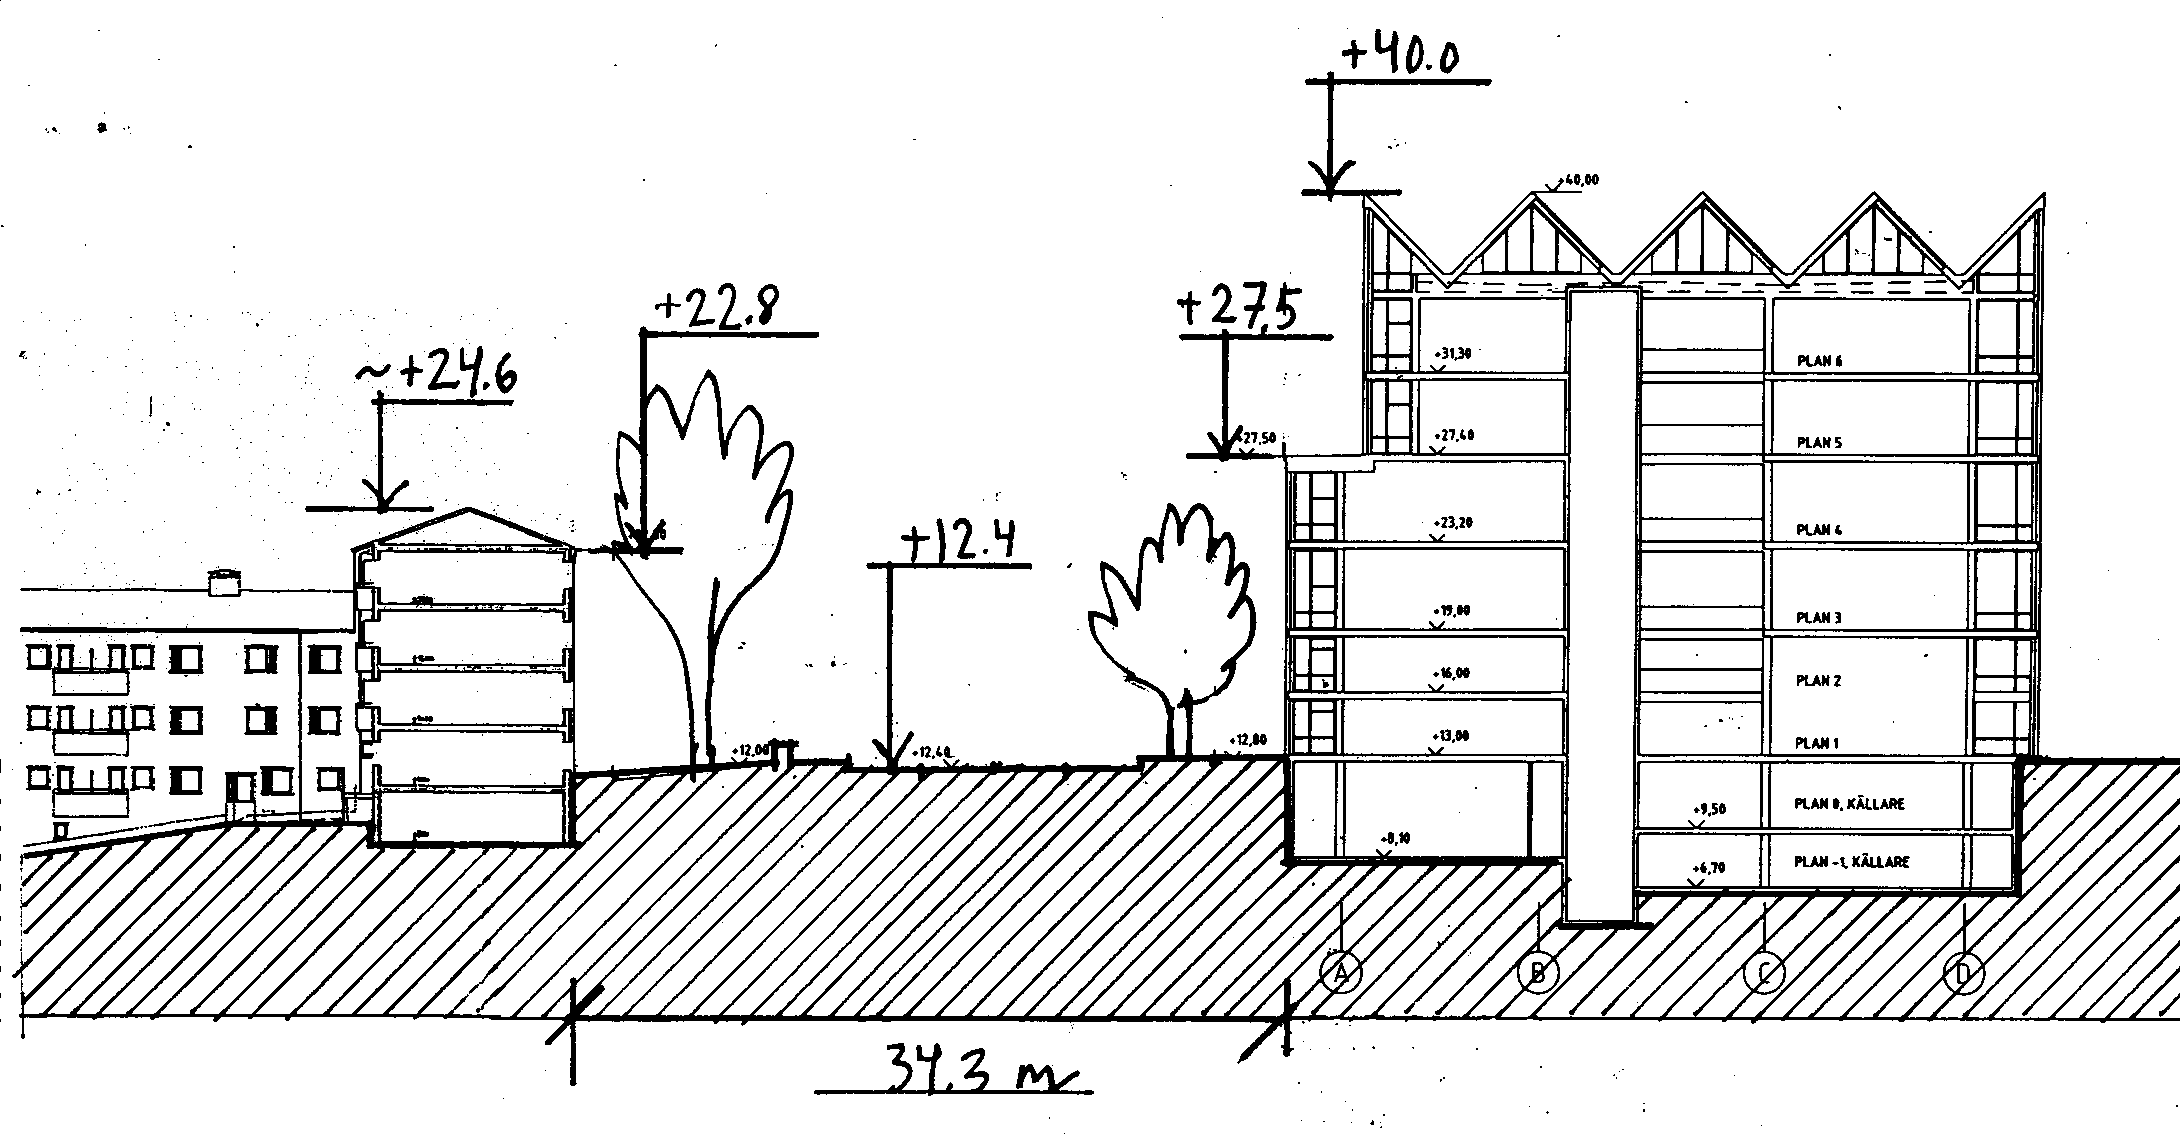 +40.0
+40,00
+22.8
+27,5
~+24.6
+31,30
PLAN 6
+27,50
+27,40
PLAN 5
+12.4
+23,20
PLAN 4
+19,00
PLAN 3
+16,00
PLAN 2
+12,00
+12,40
+12,80
+13,00
PLAN 1
+9,50
PLAN 0, KÄLLARE
+8,10
+6,70
PLAN -1, KÄLLARE
A
B
C
D
34.3 m